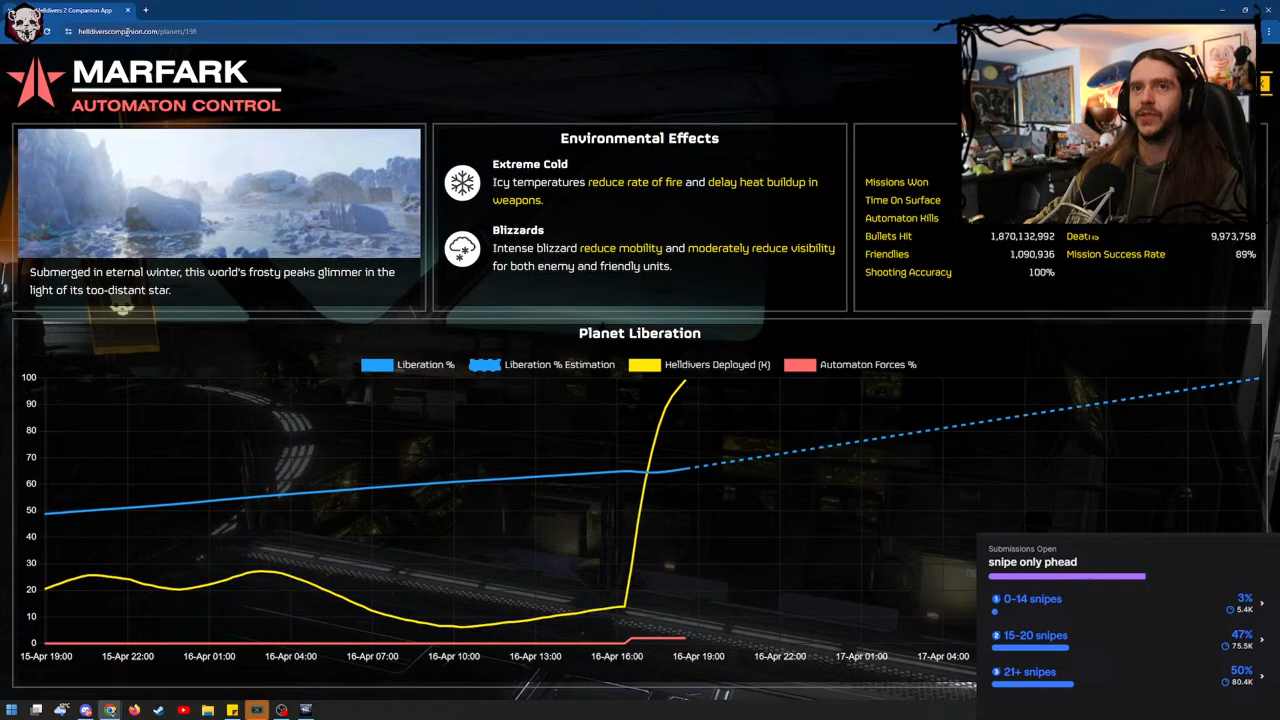 Helldivers 2 Companion App
helldiverscompanion.com/planets/198
MARFARK
AUTOMATON CONTROL
Submerged in eternal winter, this world's frosty peaks glimmer in the
light of its too-distant star.
Environmental Effects
Extreme Cold
Icy temperatures reduce rate of fire and delay heat buildup in
weapons.
Blizzards
Intense blizzard reduce mobility and moderately reduce visibility
for both enemy and friendly units.
Missions Won
Time On Surface
Automaton Kills
Bullets Hit 1,870,132,992 Deaths 9,973,758
Friendlies 1,090,936 Mission Success Rate 89%
Shooting Accuracy 100%
Planet Liberation
Liberation % Liberation % Estimation Helldivers Deployed (K) Automaton Forces %
100
90
80
70
60
50
40
30
20
10
0
15-Apr 19:00 15-Apr 22:00 16-Apr 01:00 16-Apr 04:00 16-Apr 07:00 16-Apr 10:00 16-Apr 13:00 16-Apr 16:00 16-Apr 19:00 16-Apr 22:00 17-Apr 01:00 17-Apr 04:00
Submissions Open
snipe only phead
1 0-14 snipes 3%
5.4K
2 15-20 snipes 47%
75.5K
3 21+ snipes 50%
80.4K